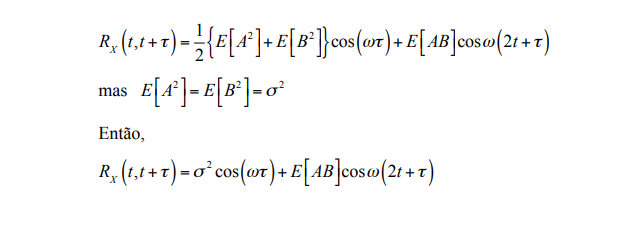 R_X(t,t+τ)=1/2{E[A²]+E[B²]}cos(ωτ)+E[AB]cosω(2t+τ)
mas E[A²]=E[B²]=σ²
Então,
R_X(t,t+τ)=σ²cos(ωτ)+E[AB]cosω(2t+τ)